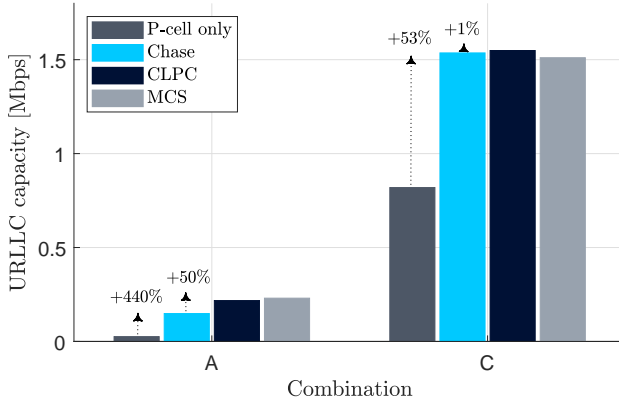 P-cell only
Chase
CLPC
MCS
+53%
+1%
+440%
+50%
URLLC capacity [Mbps]
1.5
1
0.5
0
A
C
Combination